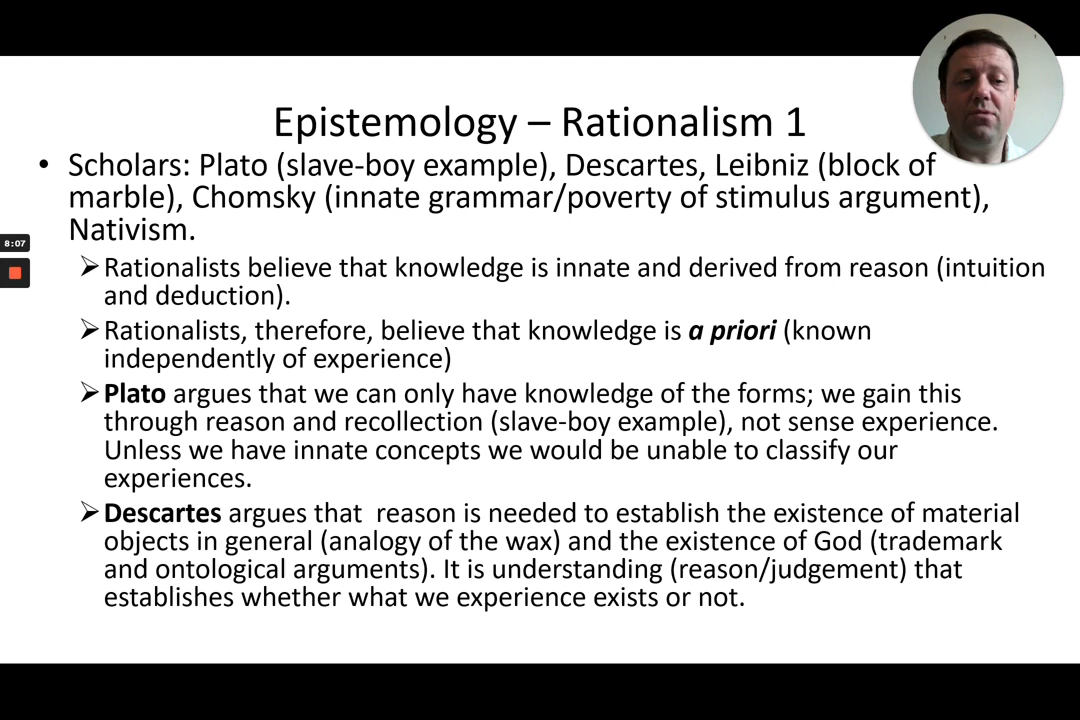 Epistemology – Rationalism 1
• Scholars: Plato (slave-boy example), Descartes, Leibniz (block of
marble), Chomsky (innate grammar/poverty of stimulus argument),
Nativism.
8:07
➢Rationalists believe that knowledge is innate and derived from reason (intuition
and deduction).
➢Rationalists, therefore, believe that knowledge is a priori (known
independently of experience)
➢Plato argues that we can only have knowledge of the forms; we gain this
through reason and recollection (slave-boy example), not sense experience.
Unless we have innate concepts we would be unable to classify our
experiences.
➢Descartes argues that  reason is needed to establish the existence of material
objects in general (analogy of the wax) and the existence of God (trademark
and ontological arguments). It is understanding (reason/judgement) that
establishes whether what we experience exists or not.